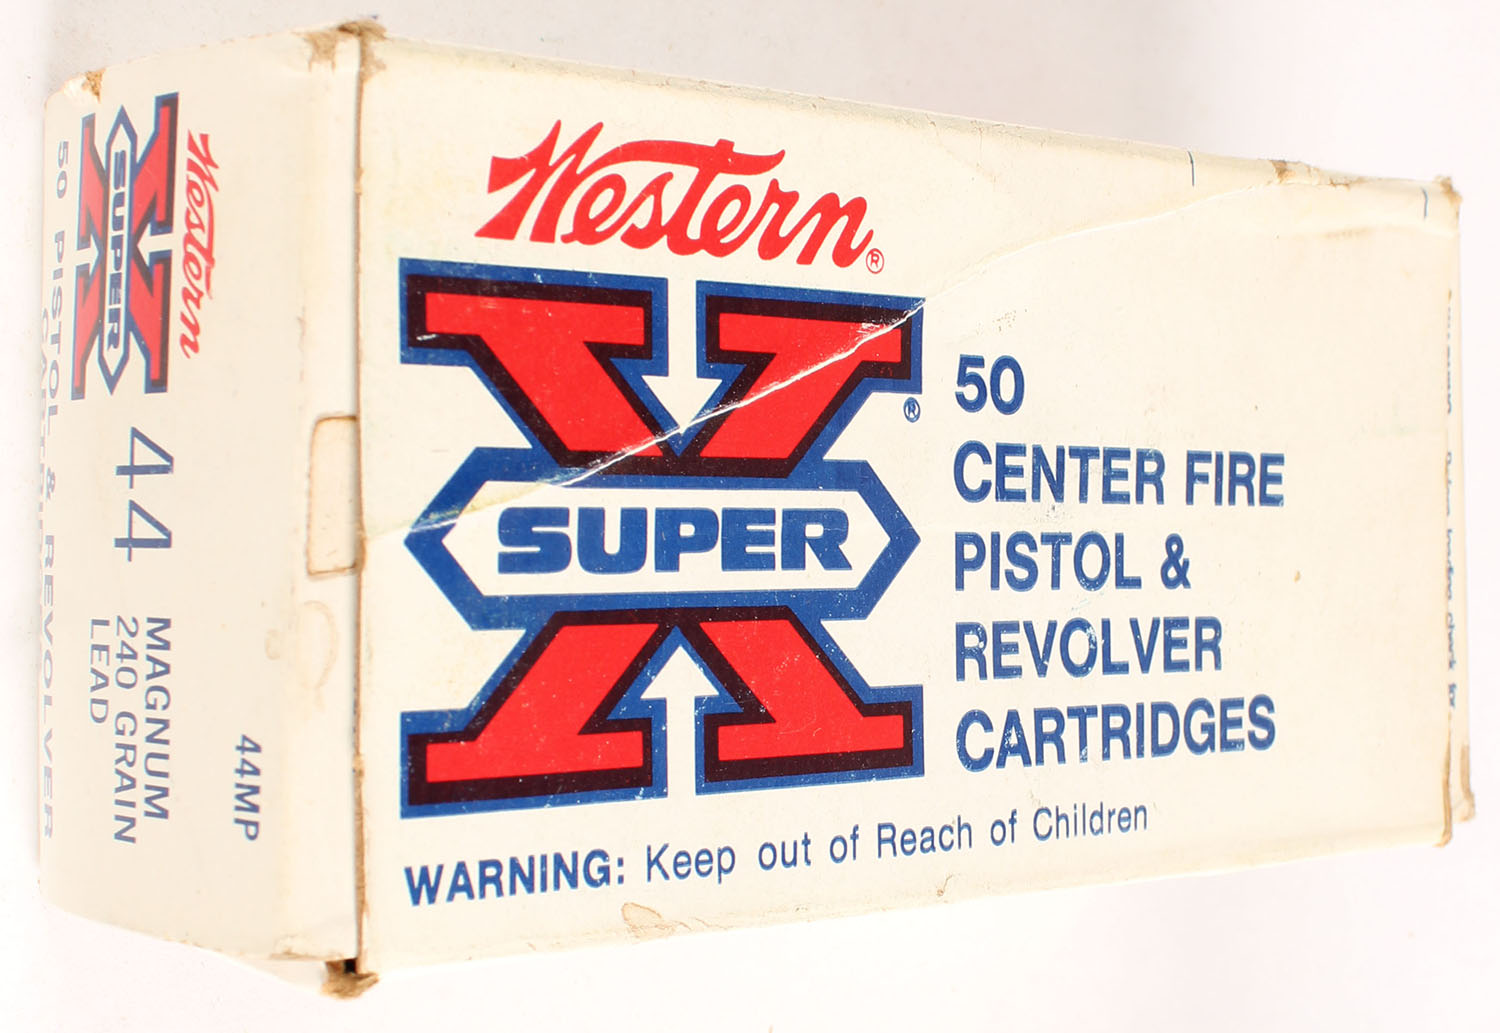 Western®
SUPER X®
50
CENTER FIRE
PISTOL &
REVOLVER
CARTRIDGES
WARNING: Keep out of Reach of Children
Western
SUPER X
44
MAGNUM
240 GRAIN
LEAD
44MP
50 PISTOL & REVOLVER